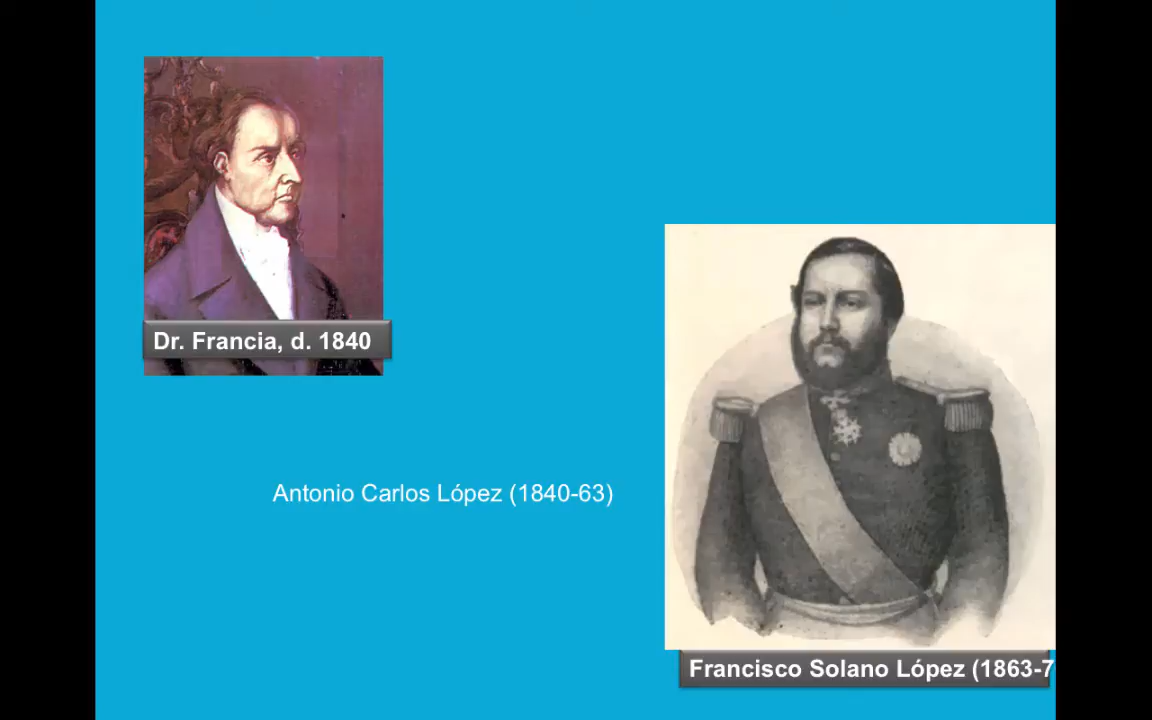 Dr. Francia, d. 1840
Antonio Carlos López (1840-63)
Francisco Solano López (1863-7